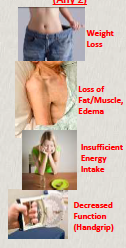 (Any 2)
Weight
Loss
Loss of
Fat/Muscle,
Edema
Insufficient
Energy
Intake
Decreased
Function
(Handgrip)